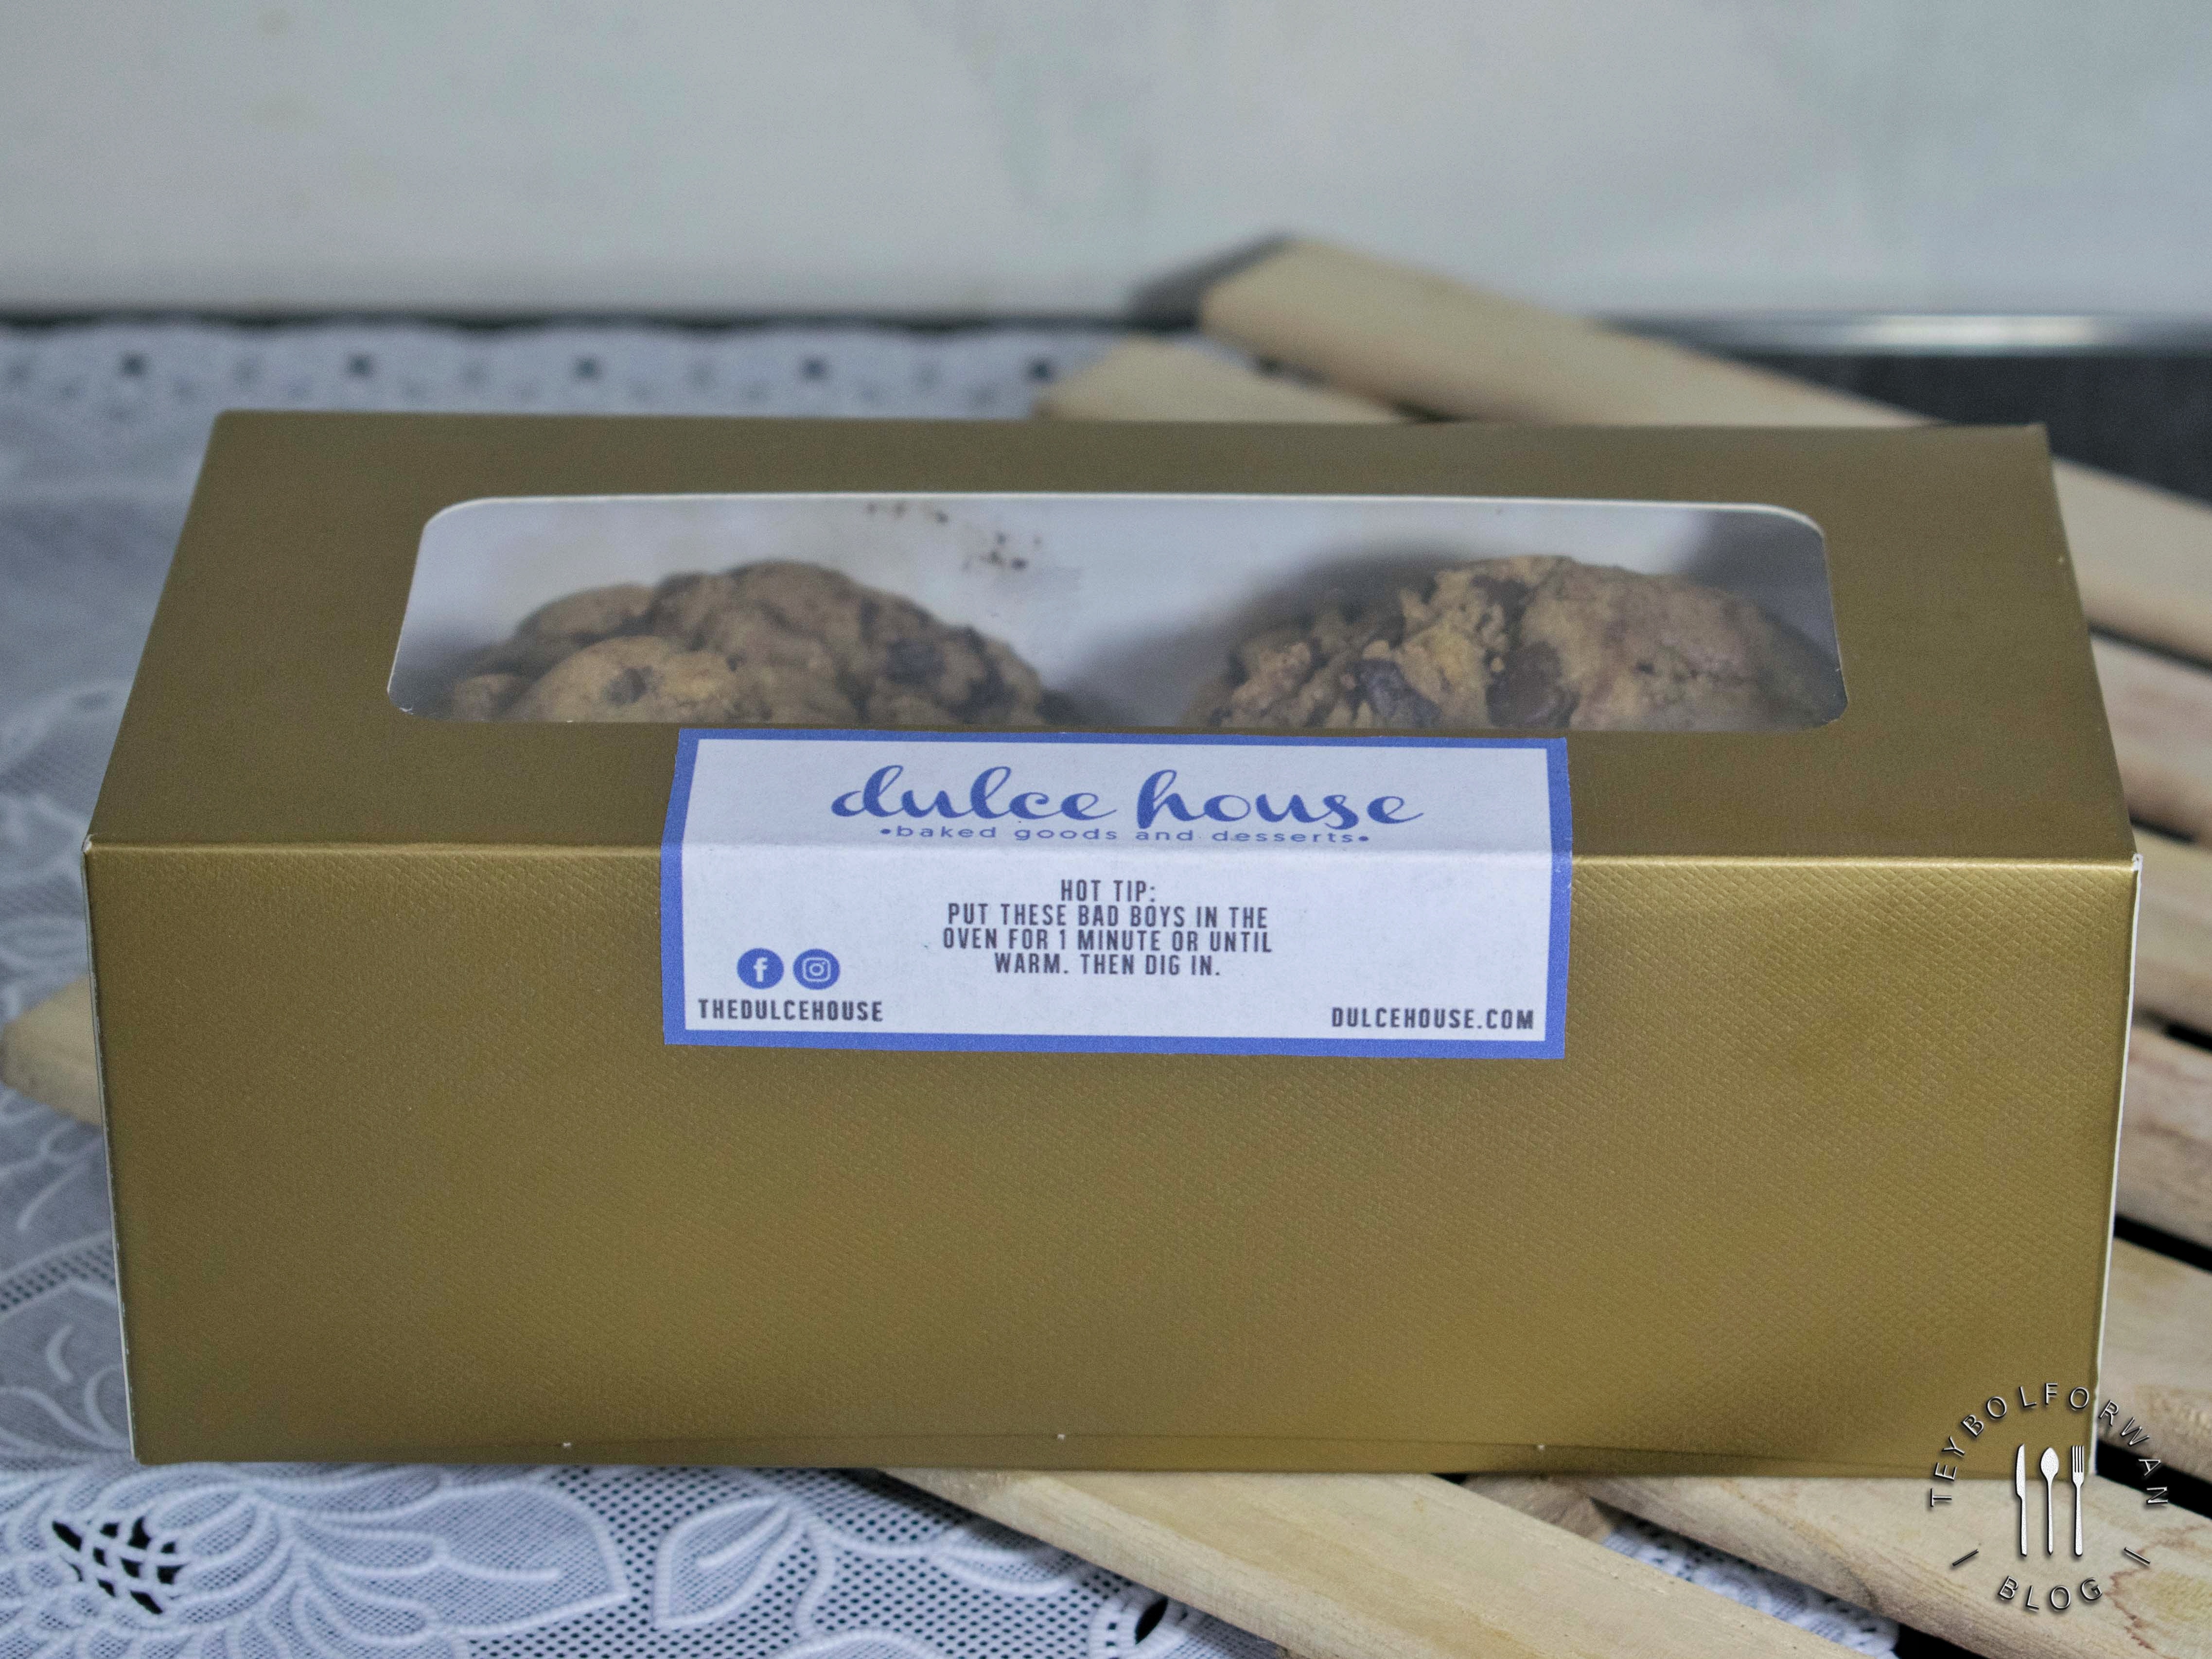 dulce house
•baked goods and desserts•
HOT TIP:
PUT THESE BAD BOYS IN THE
OVEN FOR 1 MINUTE OR UNTIL
WARM. THEN DIG IN.
THEDULCEHOUSE
DULCEHOUSE.COM
TEYBOLFORWAN
BLOG